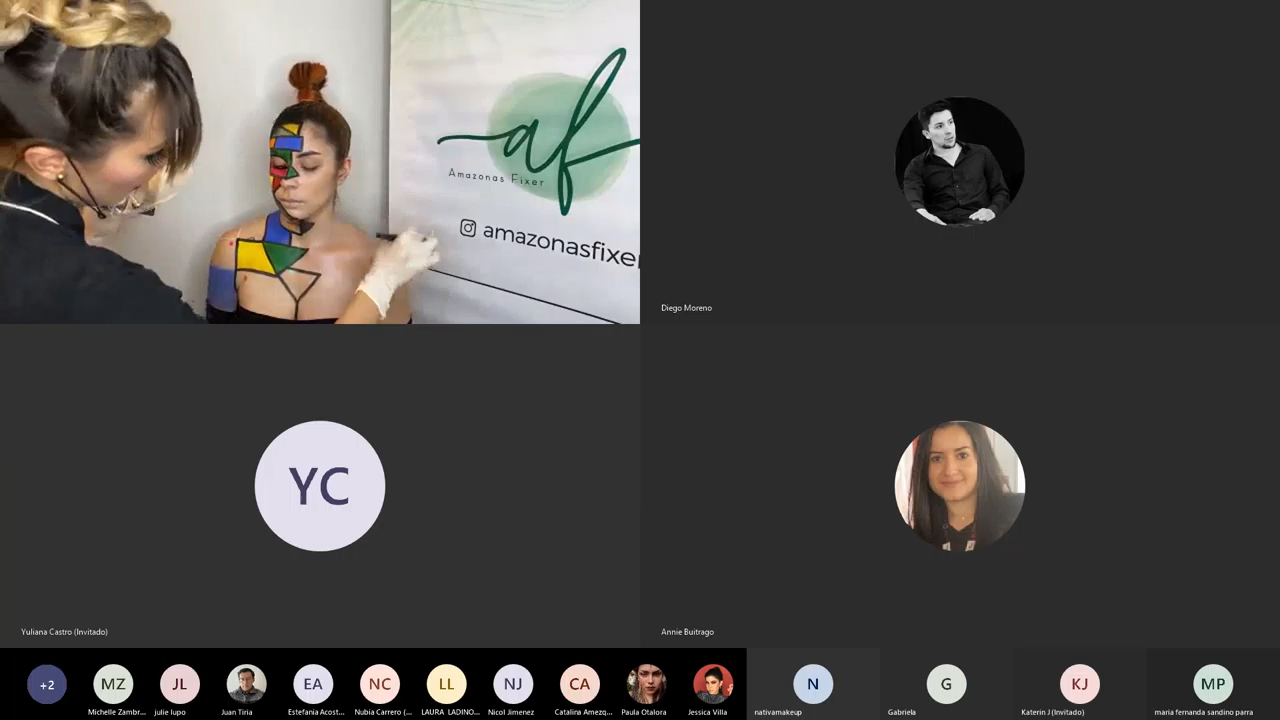 af
Amazonas Fixer
amazonasfixer
Diego Moreno
YC
Yuliana Castro (Invitado)
Annie Buitrago
+2
MZ
JL
EA
NC
LL
NJ
CA
N
G
KJ
MP
Michelle Zambr...
julie lupo
Juan Tiria
Estefania Acost...
Nubia Carrero (...
LAURA LADINO...
Nicol Jimenez
Catalina Amezq...
Paula Otalora
Jessica Villa
nativamakeup
Gabriela
Katerin J (Invitado)
maria fernanda sandino parra